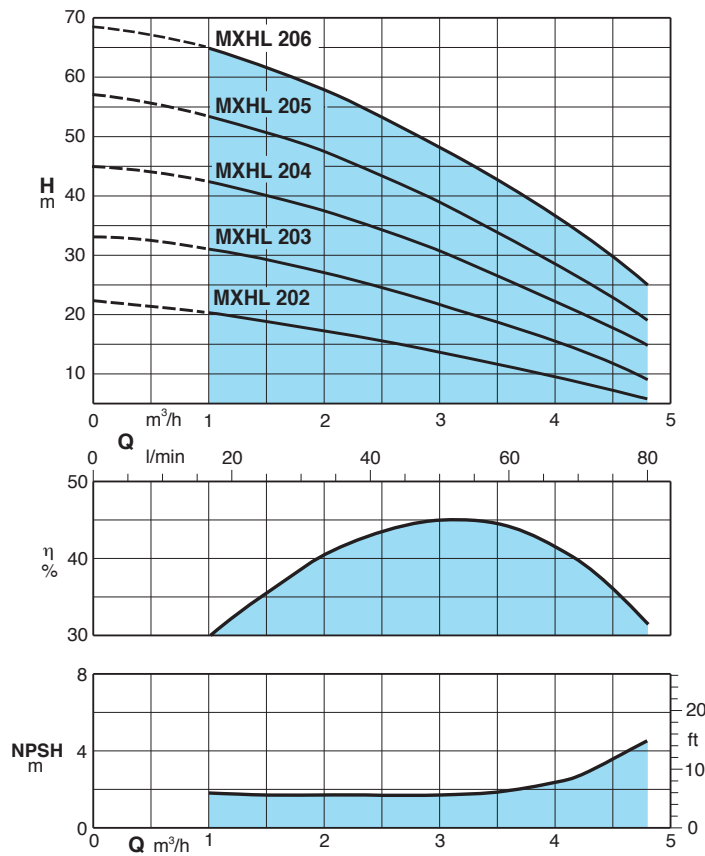 70
MXHL 206
60
MXHL 205
50
MXHL 204
H
m
40
MXHL 203
30
MXHL 202
20
10
0 m³/h 1 2 3 4 5
Q
0 l/min 20 40 60 80
50
η
%
40
30
8
20
ft
NPSH
m
4
10
0
0
0 Q m³/h 1 2 3 4 5